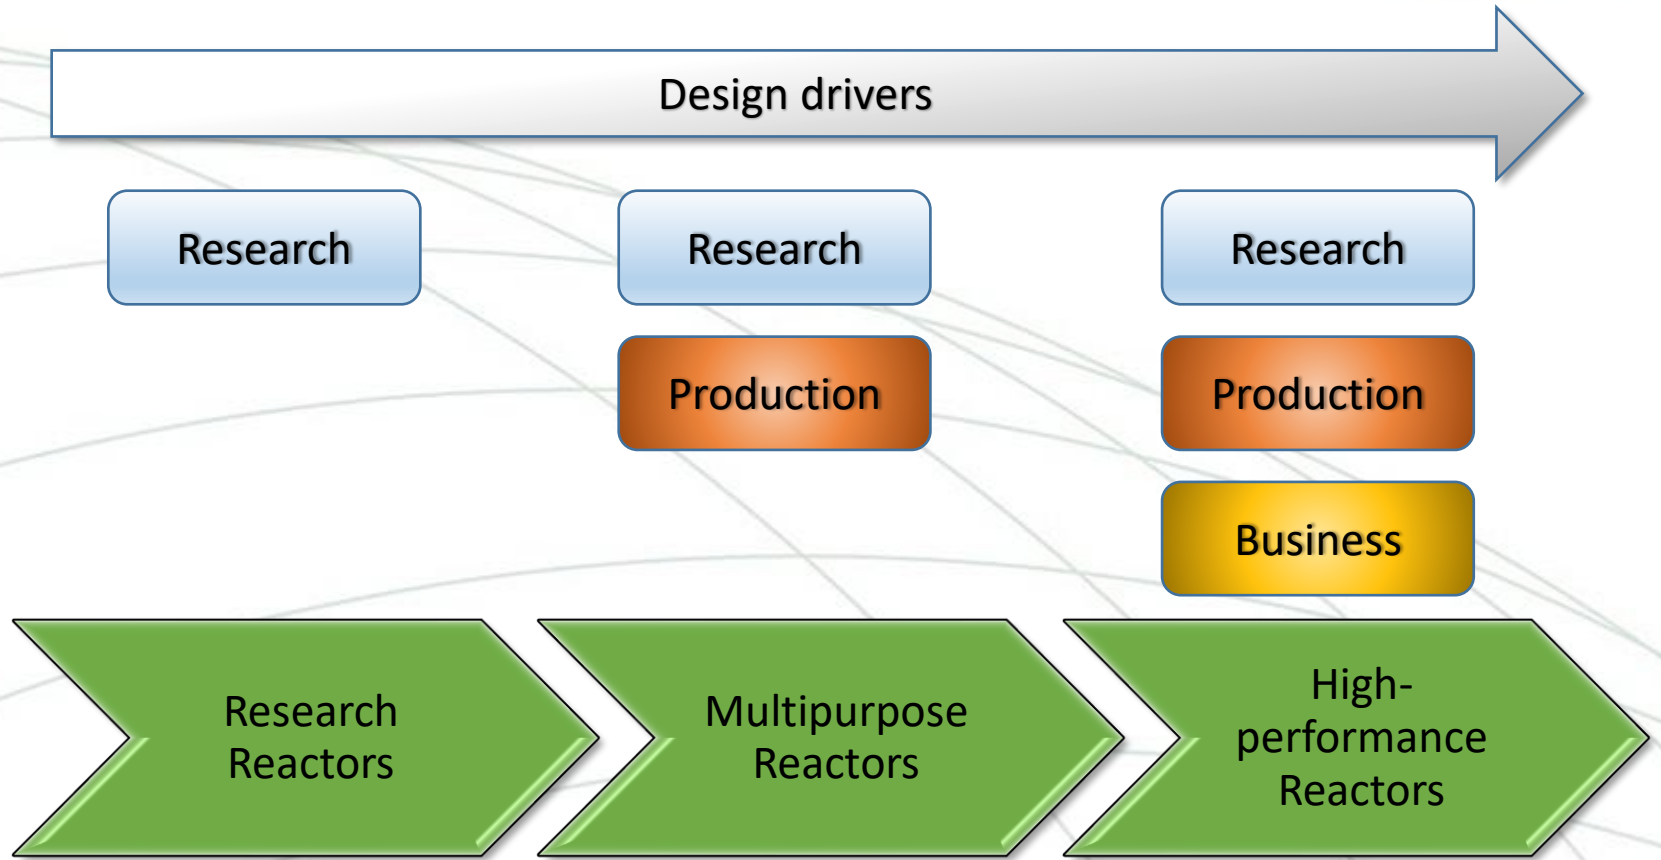 Design drivers
Research
Research
Research
Production
Production
Business
Research
Reactors
Multipurpose
Reactors
High-
performance
Reactors